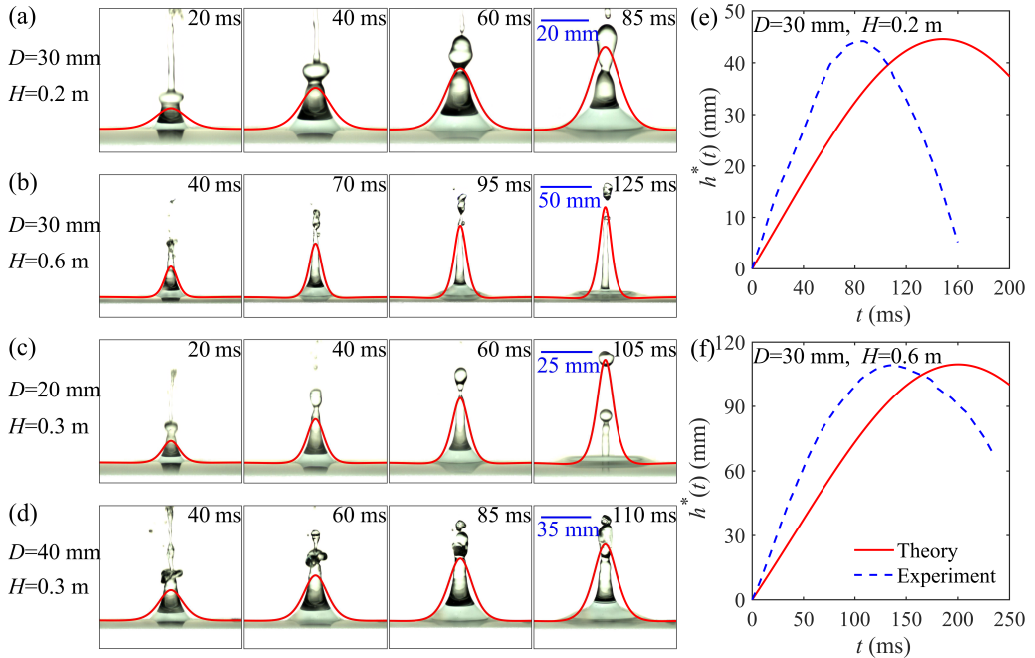 (a)
D=30 mm
H=0.2 m
20 ms
40 ms
60 ms
85 ms
20 mm
(b)
D=30 mm
H=0.6 m
40 ms
70 ms
95 ms
125 ms
50 mm
(c)
D=20 mm
H=0.3 m
20 ms
40 ms
60 ms
105 ms
25 mm
(d)
D=40 mm
H=0.3 m
40 ms
60 ms
85 ms
110 ms
35 mm
(e)
D=30 mm, H=0.2 m
50
40
30
20
10
0
h*(t) (mm)
0 40 80 120 160 200
t (ms)
(f)
D=30 mm, H=0.6 m
120
90
60
30
0
h*(t) (mm)
Theory
Experiment
0 50 100 150 200 250
t (ms)